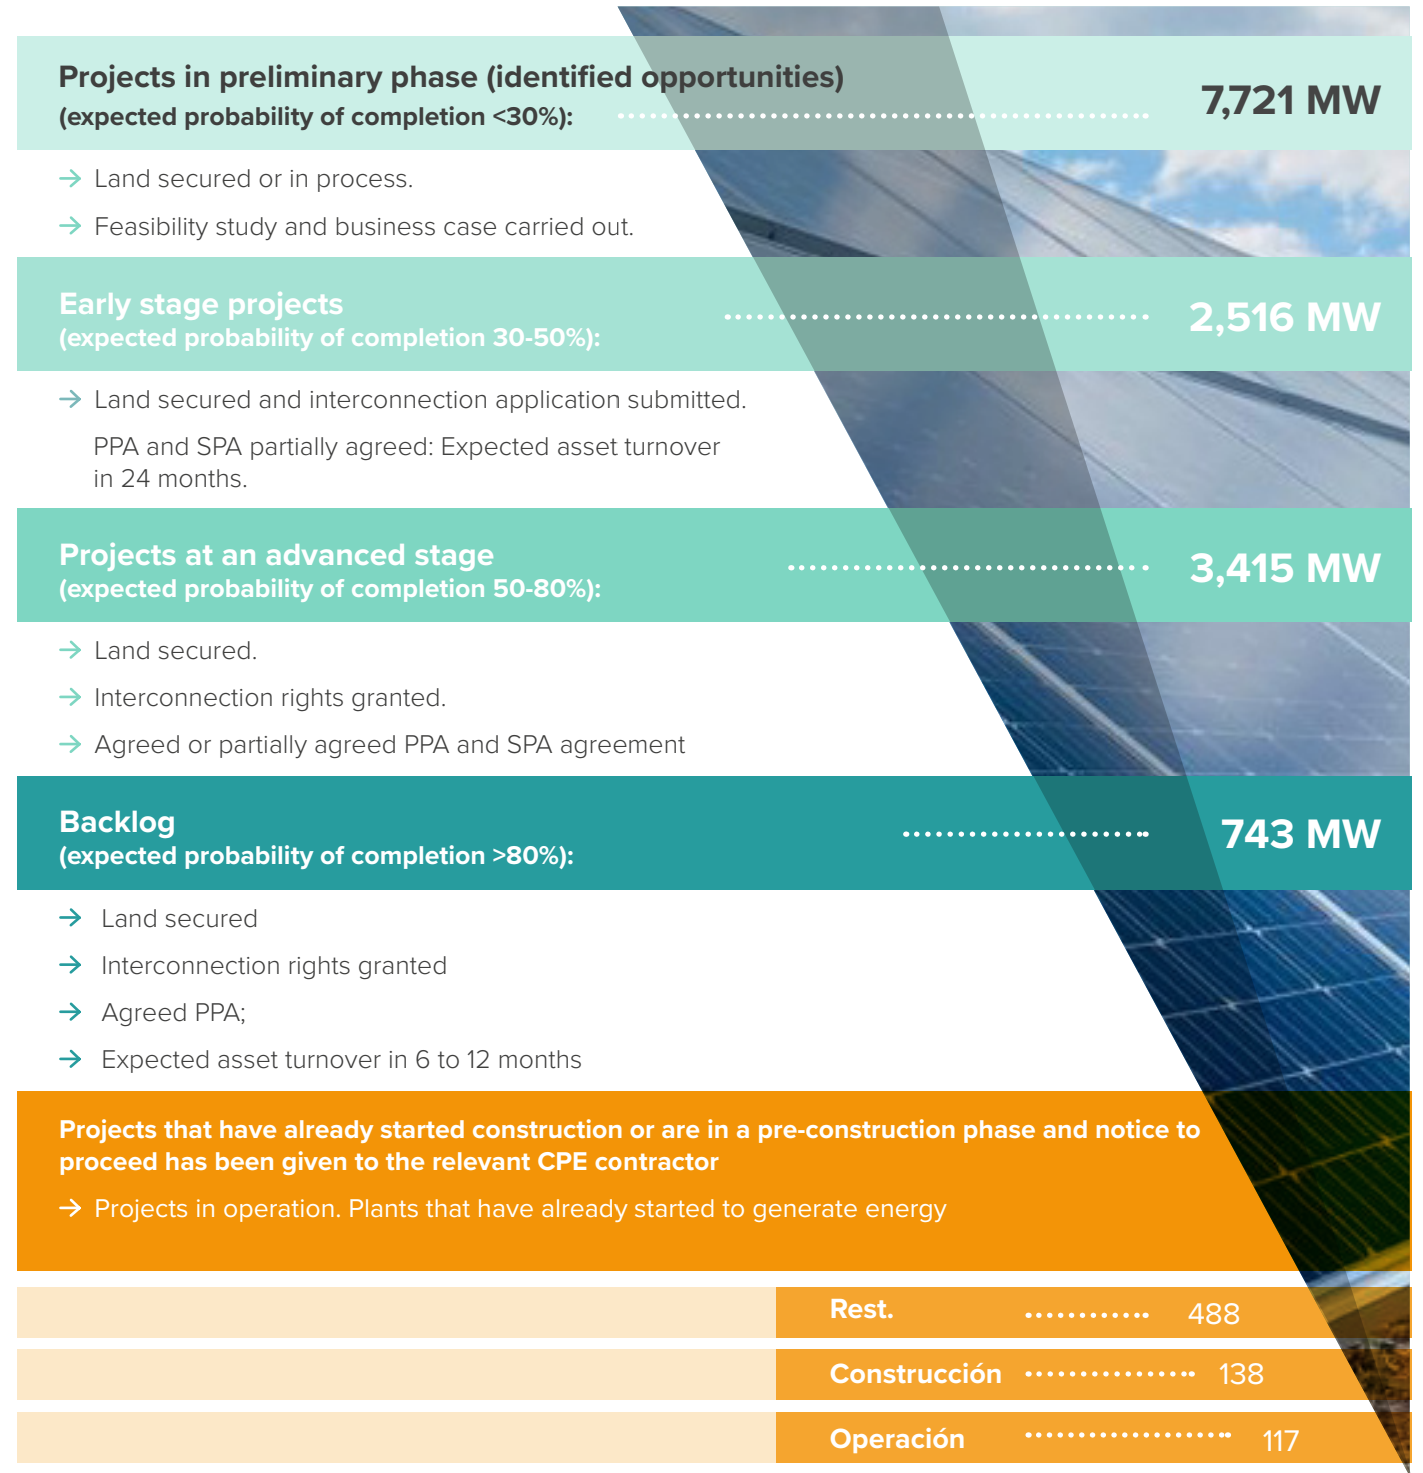 Projects in preliminary phase (identified opportunities)
(expected probability of completion <30%):
7,721 MW
Land secured or in process.
Feasibility study and business case carried out.
Early stage projects
(expected probability of completion 30-50%):
2,516 MW
Land secured and interconnection application submitted.
PPA and SPA partially agreed: Expected asset turnover
in 24 months.
Projects at an advanced stage
(expected probability of completion 50-80%):
3,415 MW
Land secured.
Interconnection rights granted.
Agreed or partially agreed PPA and SPA agreement
Backlog
(expected probability of completion >80%):
743 MW
Land secured
Interconnection rights granted
Agreed PPA;
Expected asset turnover in 6 to 12 months
Projects that have already started construction or are in a pre-construction phase and notice to
proceed has been given to the relevant CPE contractor
Projects in operation. Plants that have already started to generate energy
Rest. 488
Construcción 138
Operación 117